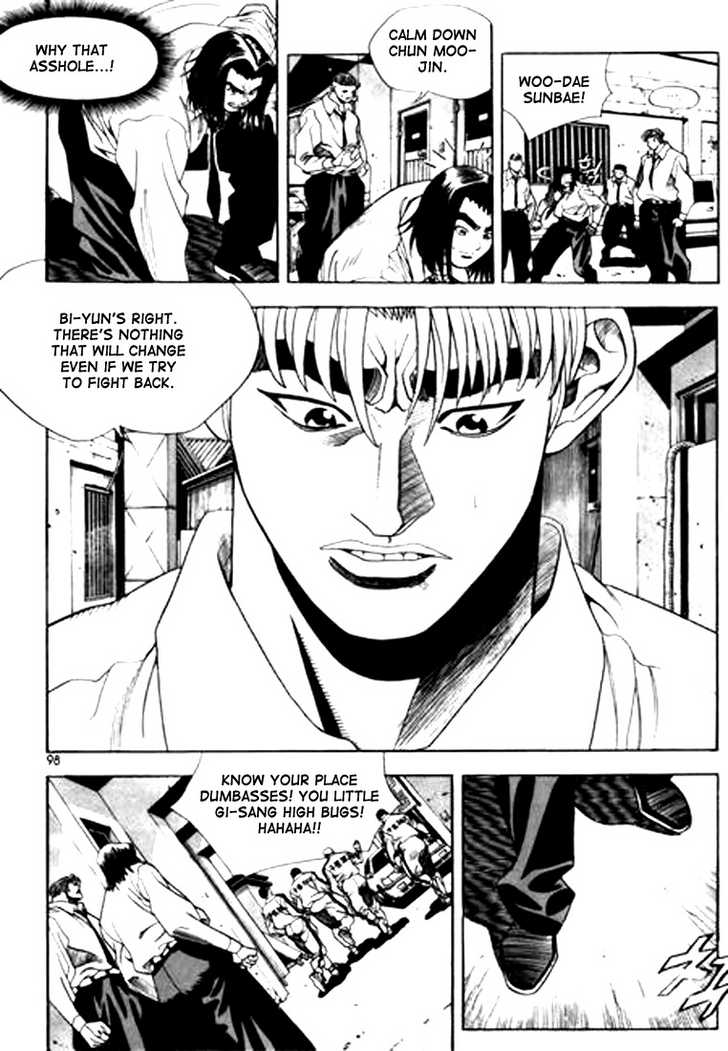 WHY THAT
ASSHOLE...!
CALM DOWN
CHUN MOO-
JIN.
WOO-DAE
SUNBAE!
BI-YUN'S RIGHT.
THERE'S NOTHING
THAT WILL CHANGE
EVEN IF WE TRY
TO FIGHT BACK.
98
KNOW YOUR PLACE
DUMBASSES! YOU LITTLE
GI-SANG HIGH BUGS!
HAHAHA!!